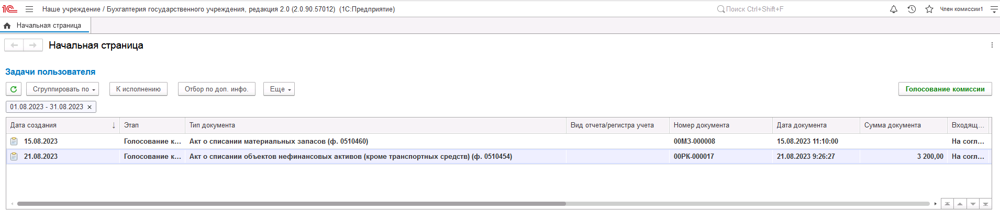 1С Наше учреждение / Бухгалтерия государственного учреждения, редакция 2.0 (2.0.90.57012) (1С:Предприятие) Поиск Ctrl+Shift+F Член комиссии1
Начальная страница
Начальная страница
Задачи пользователя
Сгруппировать по К исполнению Отбор по доп. инфо. Еще Голосование комиссии
01.08.2023 - 31.08.2023 ×
Дата создания ↓ Этап Тип документа Вид отчета/регистра учета Номер документа Дата документа Сумма документа Входящ...
15.08.2023 Голосование к... Акт о списании материальных запасов (ф. 0510460) 00МЗ-000008 15.08.2023 11:10:00 На согл...
21.08.2023 Голосование к... Акт о списании объектов нефинансовых активов (кроме транспортных средств) (ф. 0510454) 00РК-000017 21.08.2023 9:26:27 3 200,00 На согл...